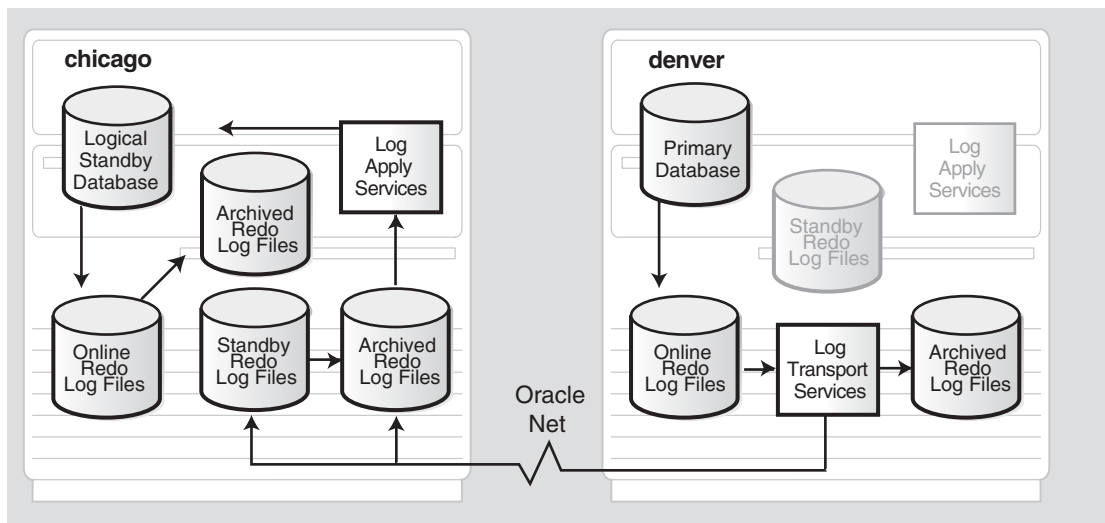 chicago
Logical
Standby
Database
Archived
Redo
Log Files
Log
Apply
Services
Online
Redo
Log Files
Standby
Redo
Log Files
Archived
Redo
Log Files
Oracle
Net
denver
Primary
Database
Standby
Redo
Log Files
Log
Apply
Services
Online
Redo
Log Files
Log
Transport
Services
Archived
Redo
Log Files